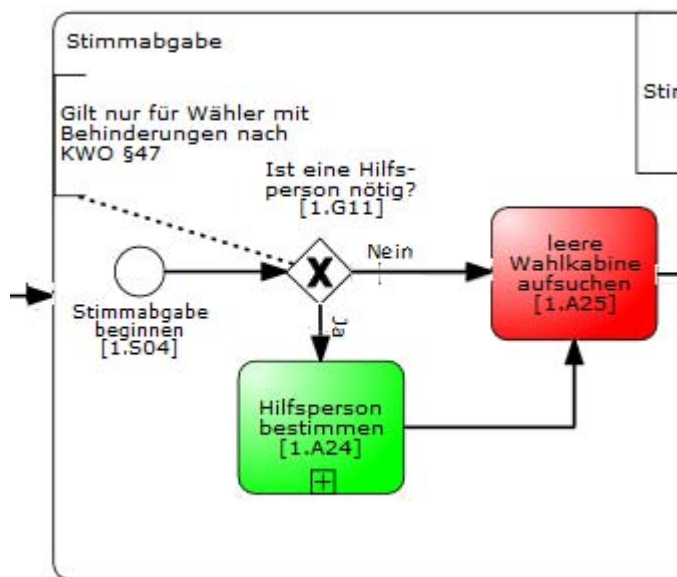 Stimmabgabe
Gilt nur für Wähler mit
Behinderungen nach
KWO §47
Ist eine Hilfs-
person nötig?
[1.G11]
Nein
Stimmabgabe
beginnen
[1.S04]
Ja
leere
Wahlkabine
aufsuchen
[1.A25]
Hilfsperson
bestimmen
[1.A24]